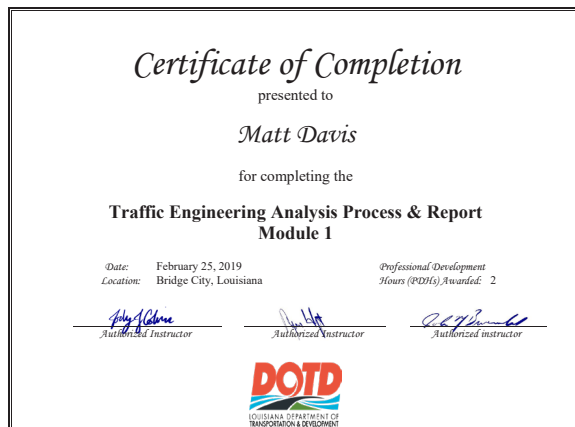 Certificate of Completion
presented to
Matt Davis
for completing the
Traffic Engineering Analysis Process & Report
Module 1
Date: February 25, 2019
Location: Bridge City, Louisiana
Professional Development
Hours (PDHs) Awarded: 2
Authorized Instructor
Authorized Instructor
Authorized instructor
DOTD
LOUISIANA DEPARTMENT OF
TRANSPORTATION & DEVELOPMENT